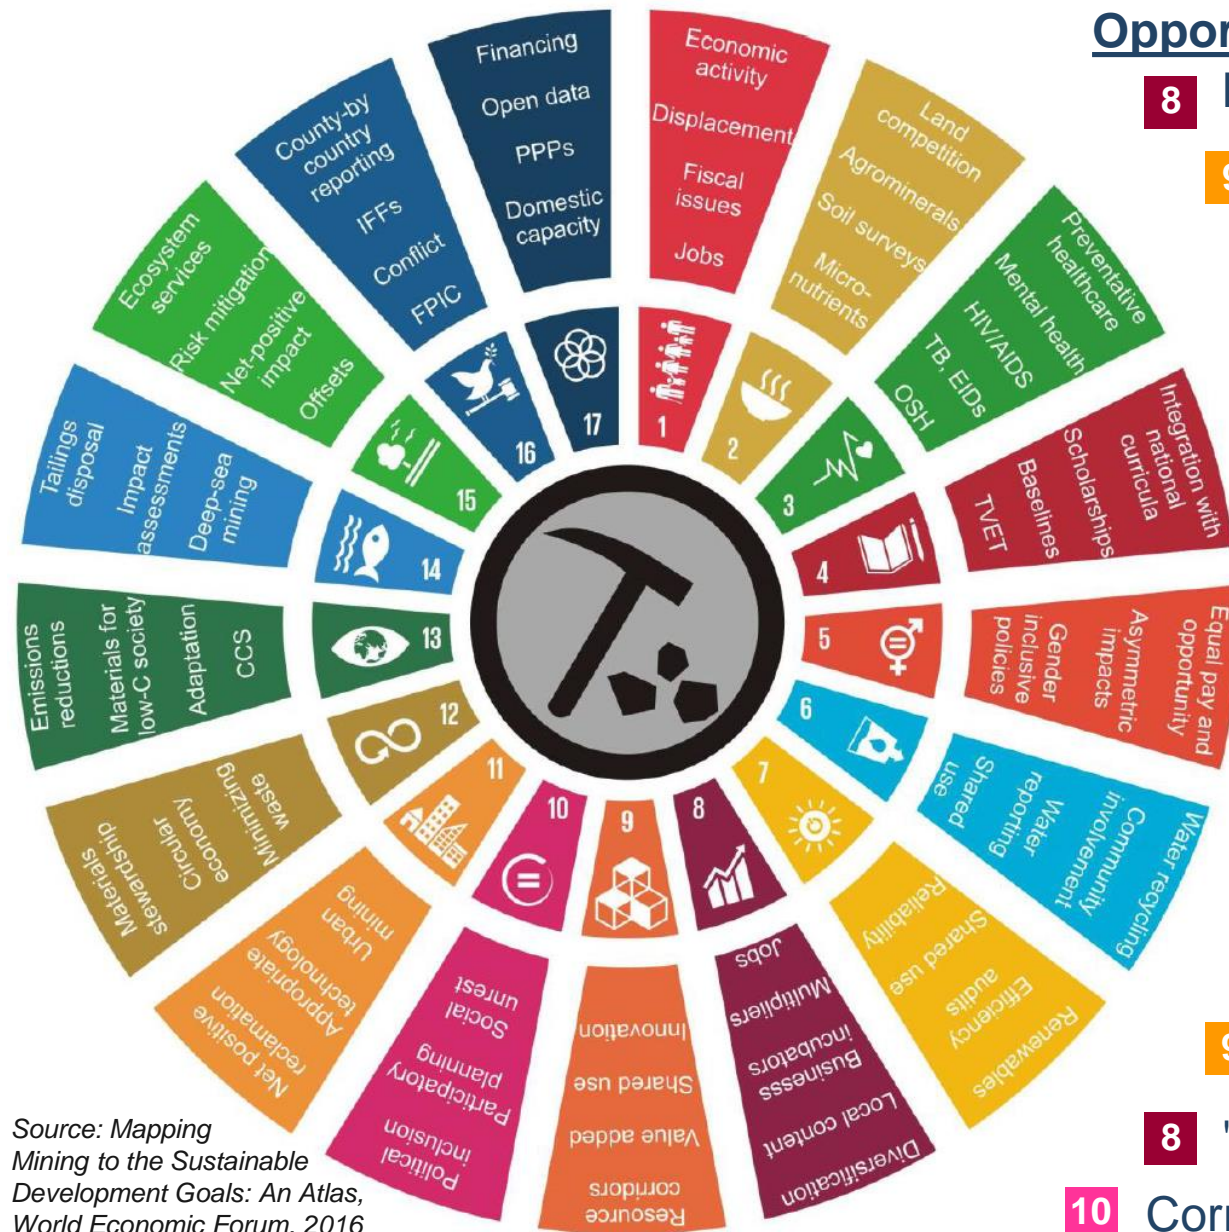 Financing
Open data
PPPs
Domestic
capacity
17
Economic
activity
Displacement
Fiscal
issues
Jobs
1
Land
competition
Agrominerals
Soil surveys
Micro-
nutrients
2
Preventative
healthcare
Mental health
HIV/AIDS
TB, EIDs
OSH
3
Integration with
national
curricula
Scholarships
Baselines
TVET
4
Equal pay and
opportunity
Asymmetric
impacts
Gender
inclusive
policies
5
Water recycling
Community
involvement
Water
reporting
Shared
use
6
Renewables
Efficiency
audits
Shared use
Reliability
7
Diversification
Local content
Businesss
incubators
Multipliers
Jobs
8
Resource
corridors
Value added
Shared use
Innovation
9
Political
inclusion
Participatory
planning
Social
unrest
10
Net positive
reclamation
Appropriate
technology
Urban
mining
11
Materials
stewardship
Circular
economy
Minimizing
waste
12
Emissions
reductions
Materials for
low-C society
Adaptation
CCS
13
Tailings
disposal
Impact
assessments
Deep-sea
mining
14
Ecosystem
services
Risk mitigation
Net-positive
impact
Offsets
15
County-by
country
reporting
IFFs
Conflict
FPIC
16
Oppor
8
9
9
8
10 Corr
Source: Mapping
Mining to the Sustainable
Development Goals: An Atlas,
World Economic Forum, 2016